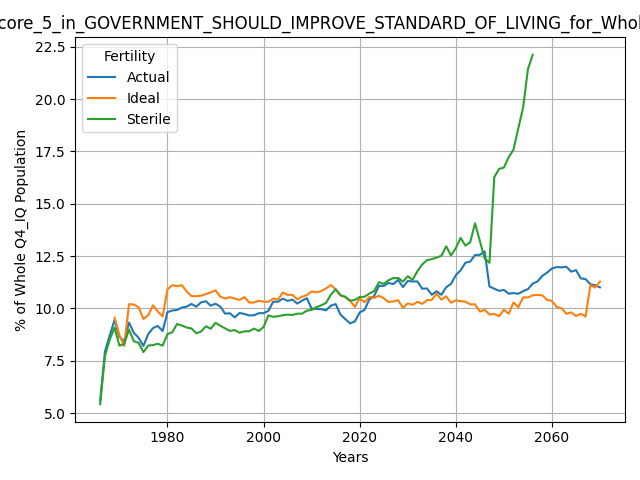 core_5_in_GOVERNMENT_SHOULD_IMPROVE_STANDARD_OF_LIVING_for_Whol
Fertility
Actual
Ideal
Sterile
% of Whole Q4_IQ Population
22.5
20.0
17.5
15.0
12.5
10.0
7.5
5.0
1980 2000 2020 2040 2060
Years